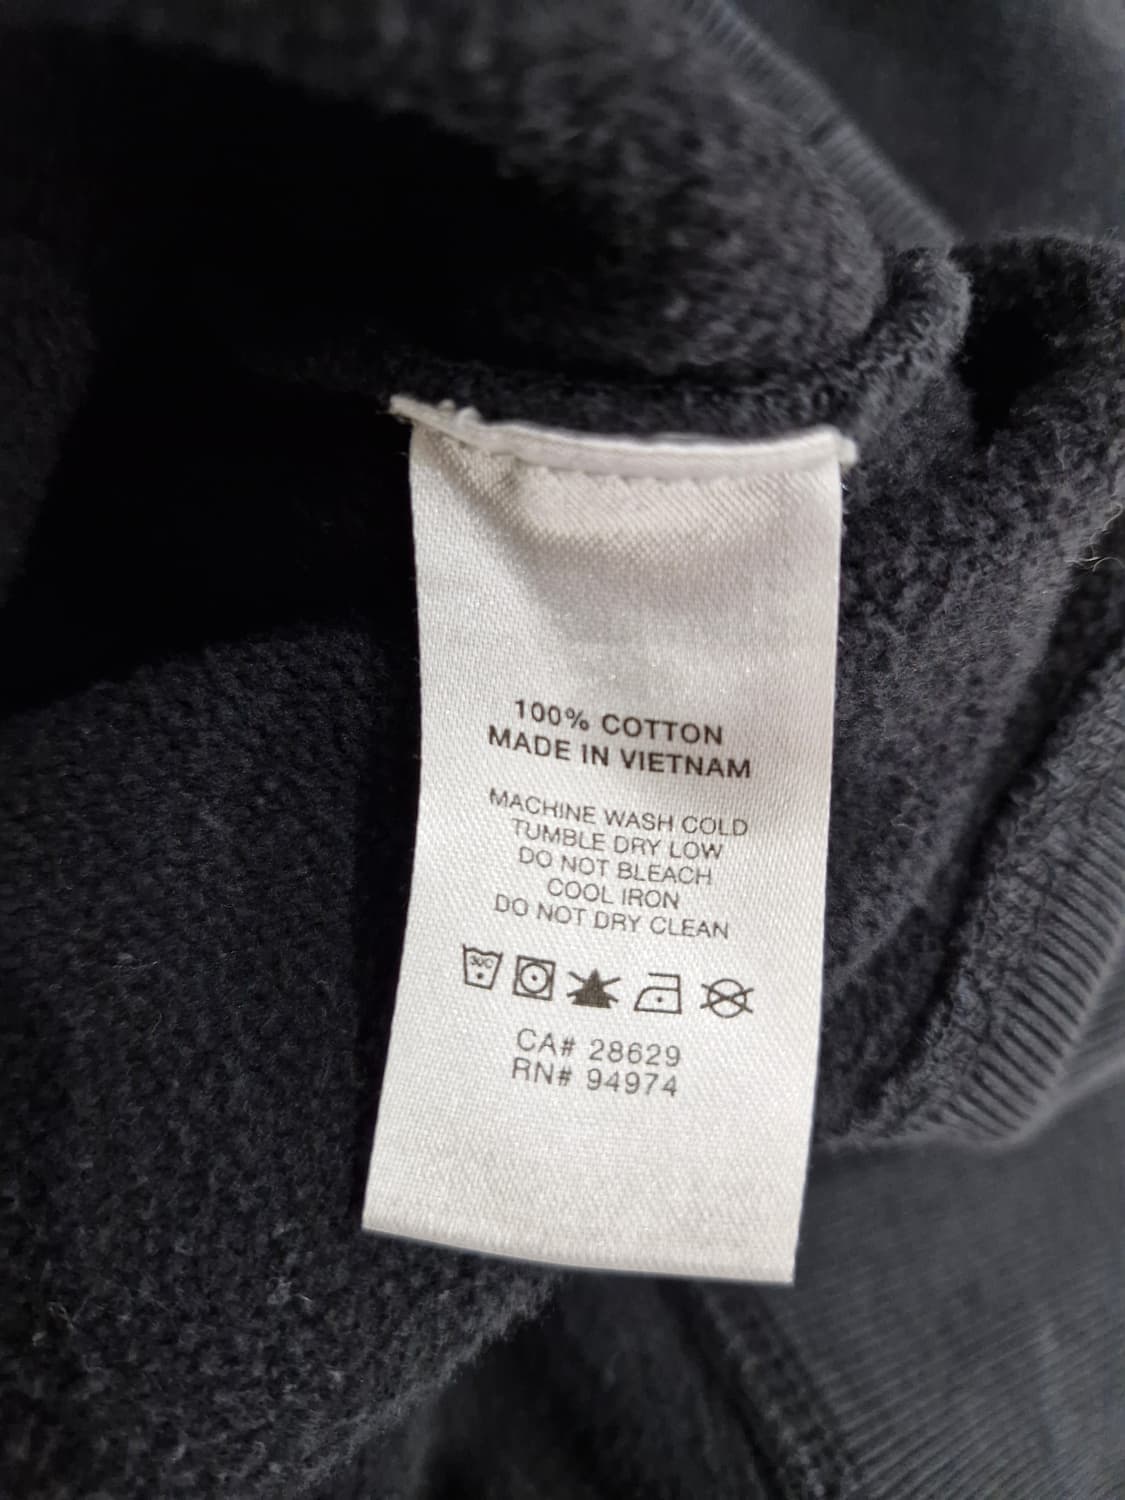 100% COTTON
MADE IN VIETNAM
MACHINE WASH COLD
TUMBLE DRY LOW
DO NOT BLEACH
COOL IRON
DO NOT DRY CLEAN
30C
CA# 28629
RN# 94974